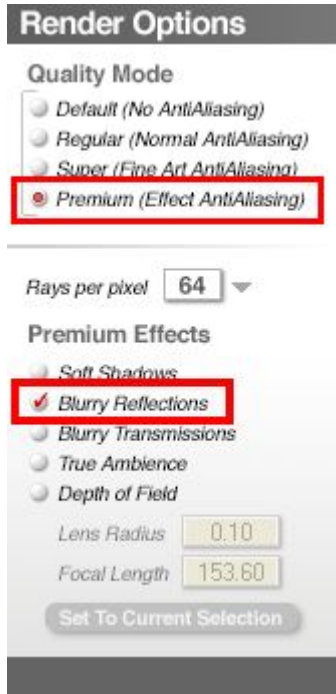 Render Options
Quality Mode
Default (No AntiAliasing)
Regular (Normal AntiAliasing)
Super (Fine Art AntiAliasing)
Premium (Effect AntiAliasing)
Rays per pixel 64
Premium Effects
Soft Shadows
Blurry Reflections
Blurry Transmissions
True Ambience
Depth of Field
Lens Radius 0.10
Focal Length 153.60
Set To Current Selection